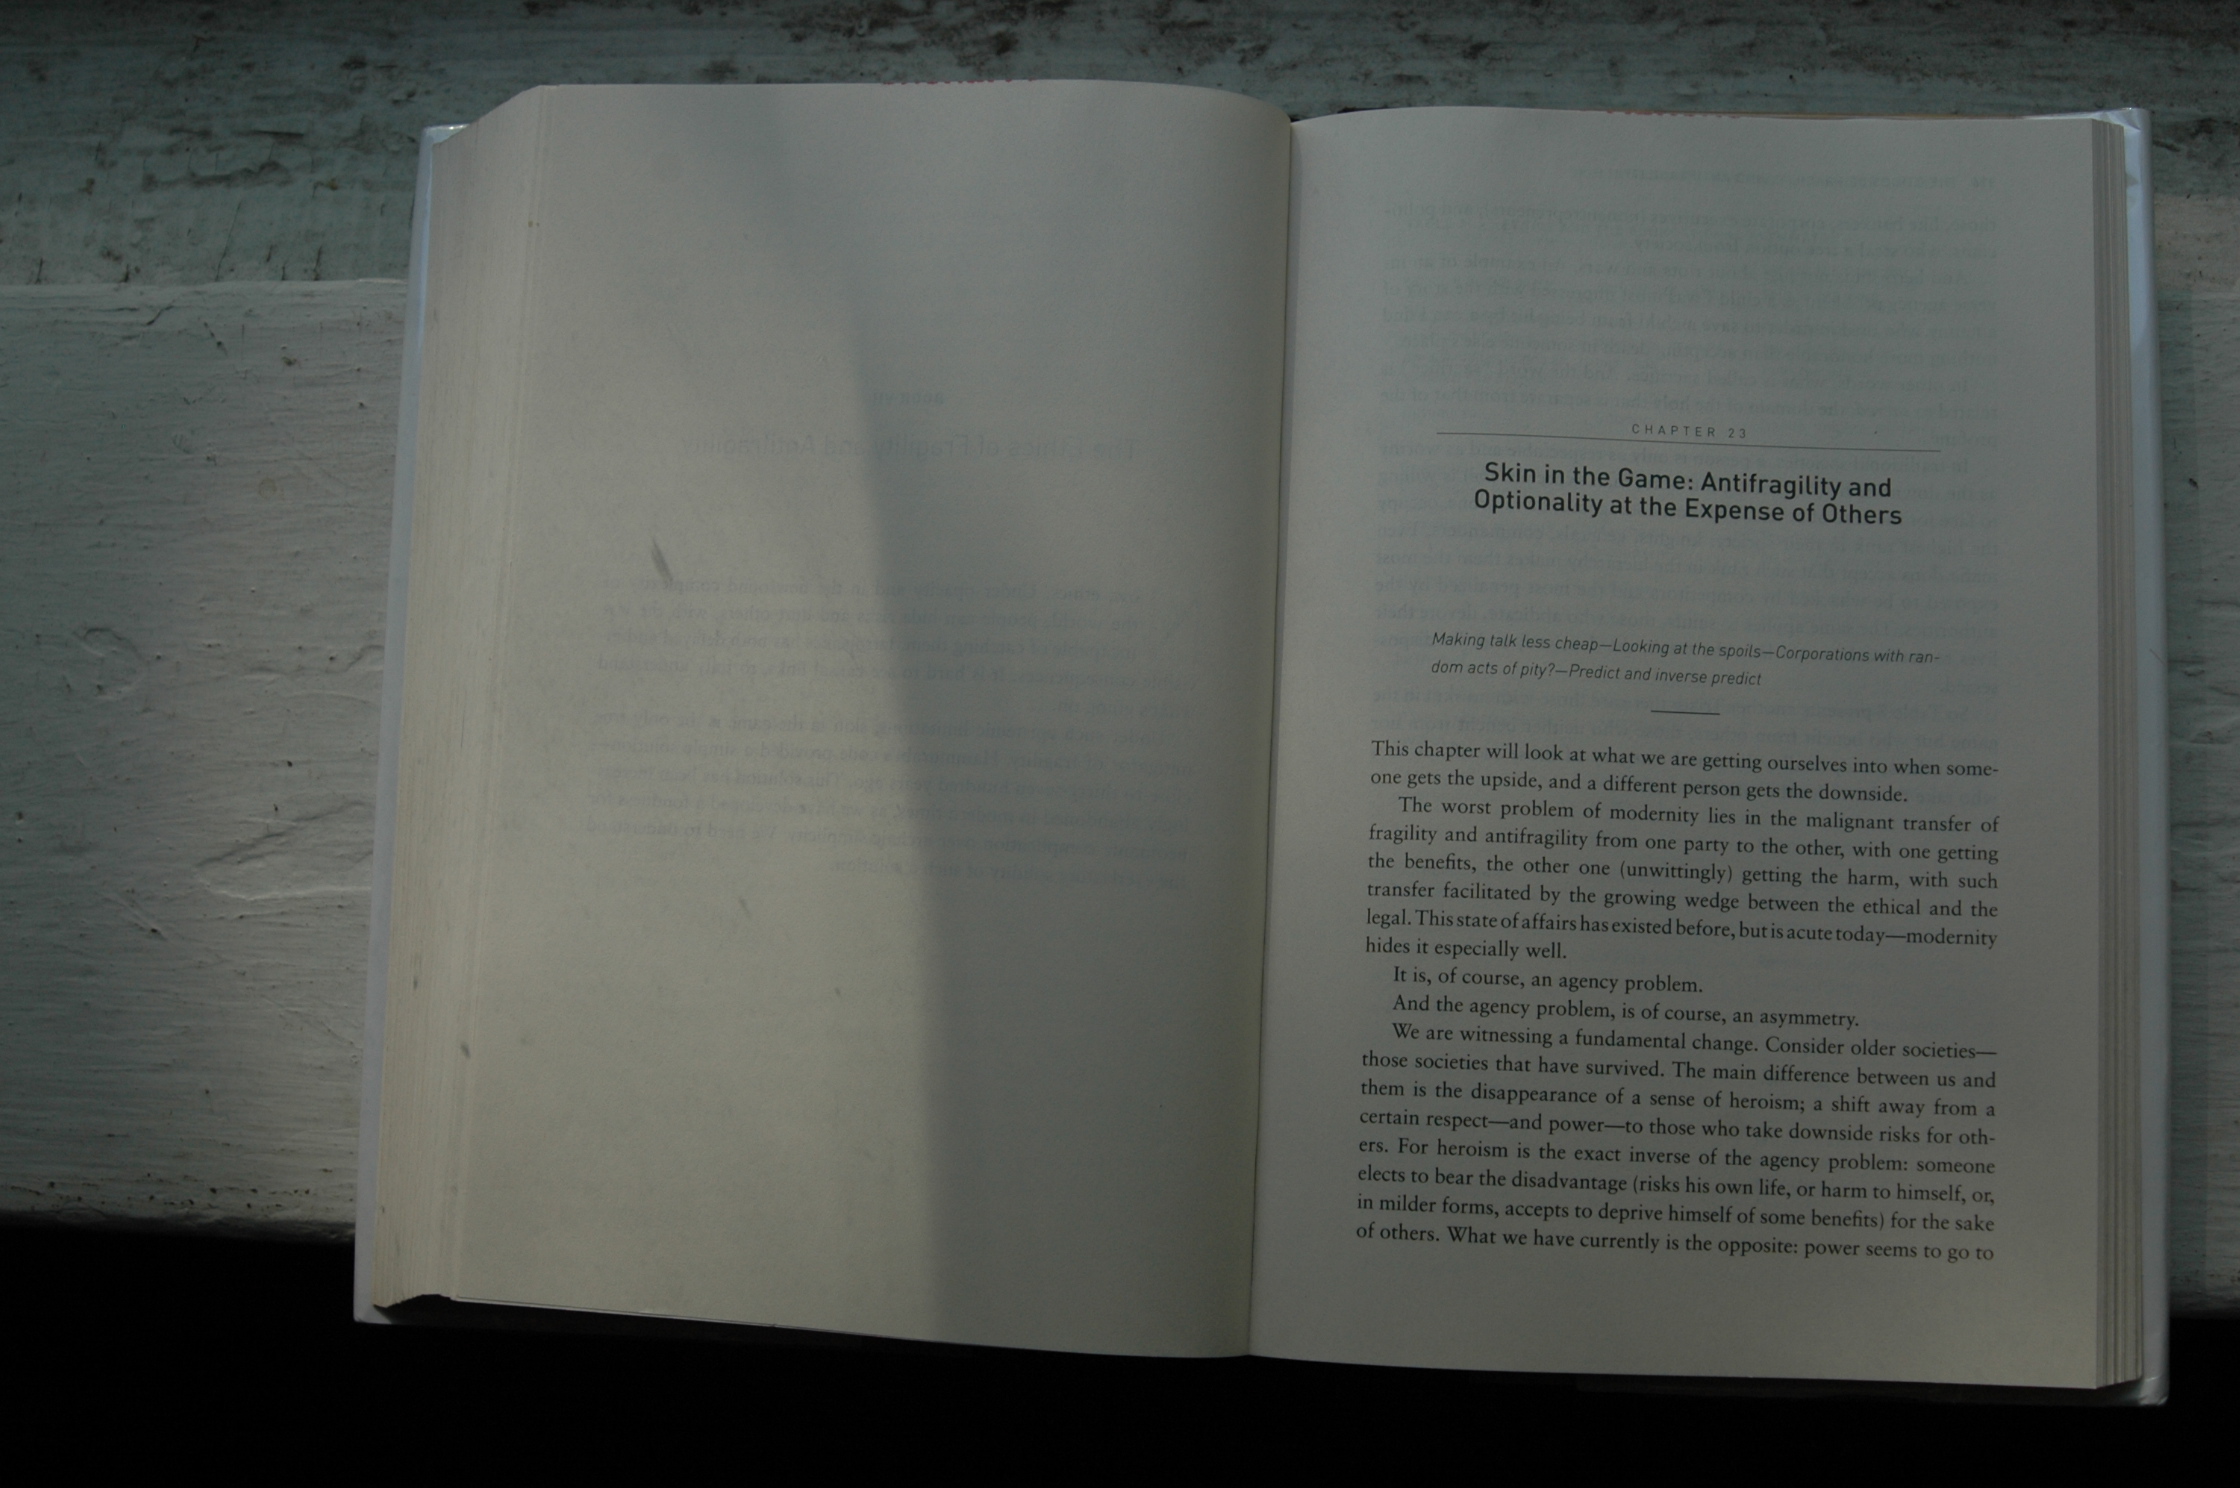 CHAPTER 23
Skin in the Game: Antifragility and
Optionality at the Expense of Others
Making talk less cheap—Looking at the spoils—Corporations with ran-
dom acts of pity?—Predict and inverse predict
This chapter will look at what we are getting ourselves into when some-
one gets the upside, and a different person gets the downside.
The worst problem of modernity lies in the malignant transfer of
fragility and antifragility from one party to the other, with one getting
the benefits, the other one (unwittingly) getting the harm, with such
transfer facilitated by the growing wedge between the ethical and the
legal. This state of affairs has existed before, but is acute today—modernity
hides it especially well.
It is, of course, an agency problem.
And the agency problem, is of course, an asymmetry.
We are witnessing a fundamental change. Consider older societies—
those societies that have survived. The main difference between us and
them is the disappearance of a sense of heroism; a shift away from a
certain respect—and power—to those who take downside risks for oth-
ers. For heroism is the exact inverse of the agency problem: someone
elects to bear the disadvantage (risks his own life, or harm to himself, or,
in milder forms, accepts to deprive himself of some benefits) for the sake
of others. What we have currently is the opposite: power seems to go to